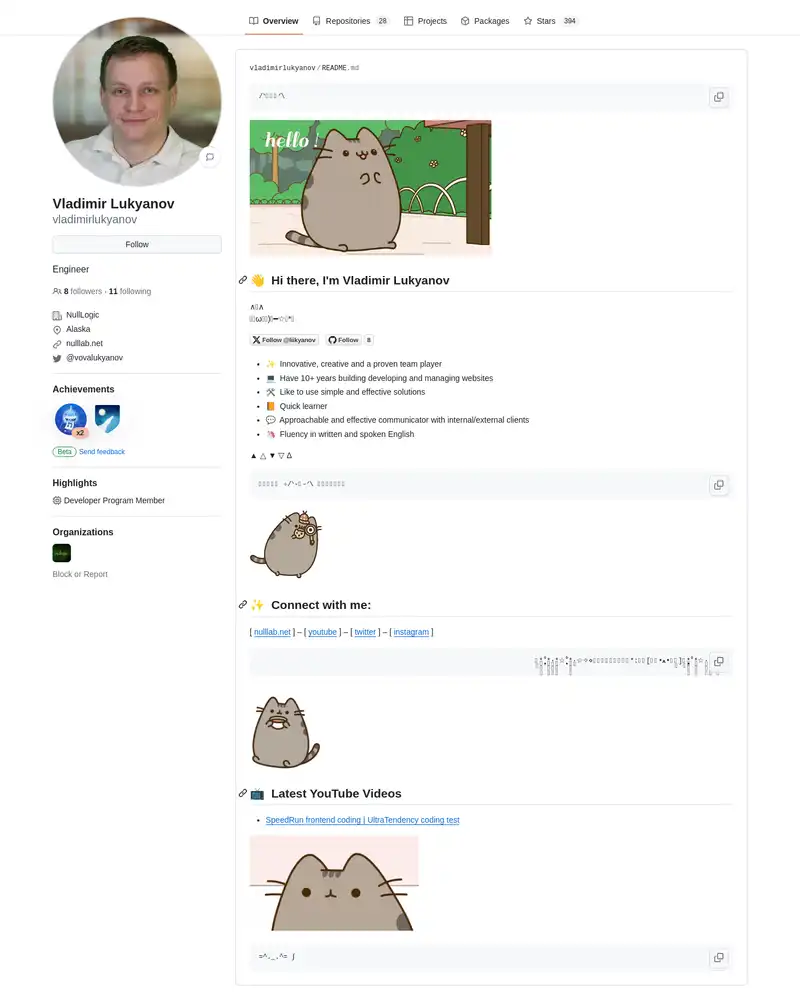 Overview
Repositories 28
Projects
Packages
Stars 394
Vladimir Lukyanov
vladimirlukyanov
Follow
Engineer
8 followers · 11 following
NullLogic
Alaska
nulllab.net
@vovalukyanov
Achievements
x2
Beta Send feedback
Highlights
Developer Program Member
Organizations
Block or Report
vladimirlukyanov/README.md
hello !
👋 Hi there, I'm Vladimir Lukyanov
Follow @liikyanov
Follow 8
✨ Innovative, creative and a proven team player
💻 Have 10+ years building developing and managing websites
🛠 Like to use simple and effective solutions
📙 Quick learner
💬 Approachable and effective communicator with internal/external clients
🦄 Fluency in written and spoken English
▲ △ ▼ ▽ ∆
✨ Connect with me:
[ nulllab.net ] – [ youtube ] – [ twitter ] – [ instagram ]
📺 Latest YouTube Videos
SpeedRun frontend coding | UltraTendency coding test
=^._.^= ∫